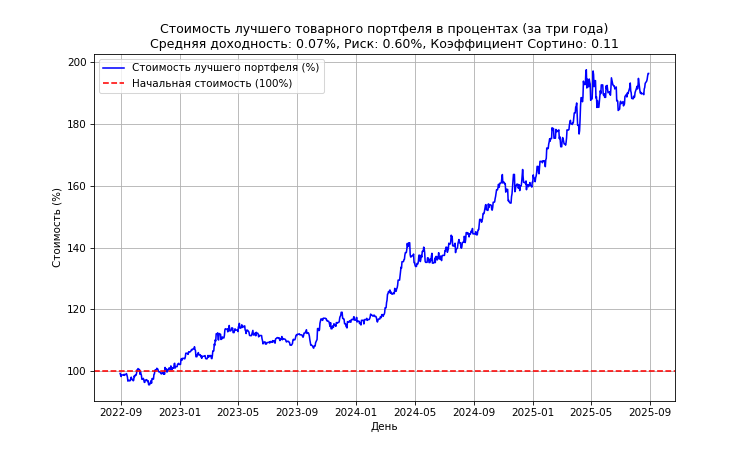 Стоимость лучшего товарного портфеля в процентах (за три года)
Средняя доходность: 0.07%, Риск: 0.60%, Коэффициент Сортино: 0.11
Стоимость лучшего портфеля (%)
Начальная стоимость (100%)
200
180
160
140
120
100
Стоимость (%)
2022-09 2023-01 2023-05 2023-09 2024-01 2024-05 2024-09 2025-01 2025-05 2025-09
День